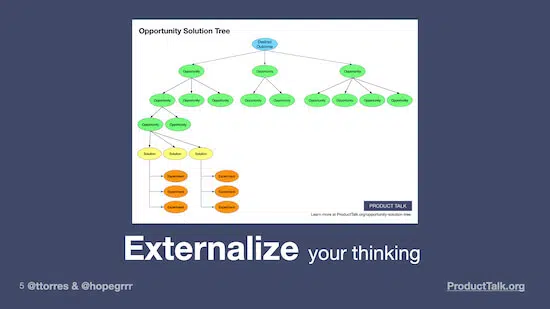 Opportunity Solution Tree
Desired
Outcome
Opportunity Opportunity Opportunity
Opportunity Opportunity Opportunity Opportunity Opportunity Opportunity Opportunity Opportunity Opportunity
Opportunity Opportunity
Solution Solution Solution
Experiment Experiment
Experiment Experiment
Experiment Experiment
PRODUCT TALK
Learn more at ProductTalk.org/opportunity-solution-tree.
Externalize your thinking
5 @ttorres & @hopegrrr
ProductTalk.org